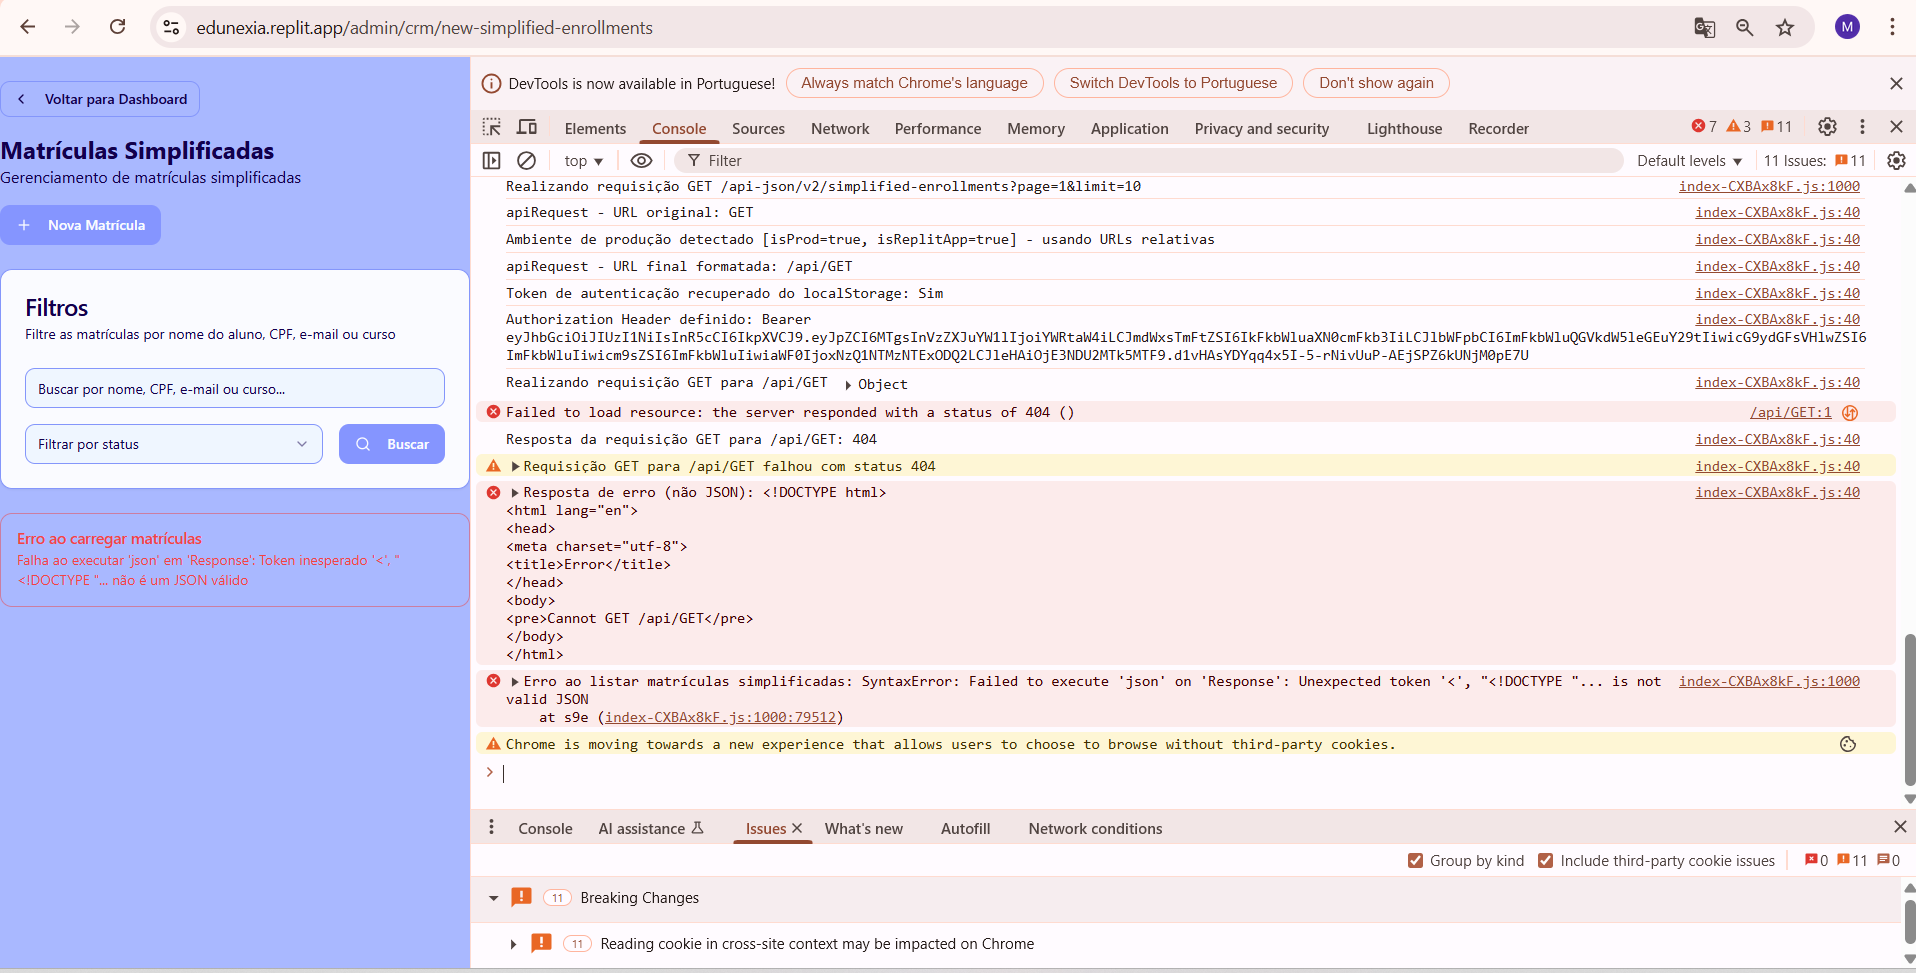 edunexia.replit.app/admin/crm/new-simplified-enrollments
M
Voltar para Dashboard
Matrículas Simplificadas
Gerenciamento de matrículas simplificadas
Nova Matrícula
Filtros
Filtre as matrículas por nome do aluno, CPF, e-mail ou curso
Buscar por nome, CPF, e-mail ou curso...
Filtrar por status
Buscar
Erro ao carregar matrículas
Falha ao executar 'json' em 'Response': Token inesperado '<', "
<!DOCTYPE "... não é um JSON válido
DevTools is now available in Portuguese!
Always match Chrome's language
Switch DevTools to Portuguese
Don't show again
Elements Console Sources Network Performance Memory Application Privacy and security Lighthouse Recorder 7 3 11
top Filter Default levels 11 Issues: 11
Realizando requisição GET /api-json/v2/simplified-enrollments?page=1&limit=10 index-CXBAx8kF.js:1000
apiRequest - URL original: GET index-CXBAx8kF.js:40
Ambiente de produção detectado [isProd=true, isReplitApp=true] - usando URLs relativas index-CXBAx8kF.js:40
apiRequest - URL final formatada: /api/GET index-CXBAx8kF.js:40
Token de autenticação recuperado do localStorage: Sim index-CXBAx8kF.js:40
Authorization Header definido: Bearer index-CXBAx8kF.js:40
Realizando requisição GET para /api/GET Object index-CXBAx8kF.js:40
Failed to load resource: the server responded with a status of 404 () /api/GET:1
Resposta da requisição GET para /api/GET: 404 index-CXBAx8kF.js:40
Requisição GET para /api/GET falhou com status 404 index-CXBAx8kF.js:40
Resposta de erro (não JSON): <!DOCTYPE html> index-CXBAx8kF.js:40
<html lang="en">
<head>
<meta charset="utf-8">
<title>Error</title>
</head>
<body>
<pre>Cannot GET /api/GET</pre>
</body>
</html>
Erro ao listar matrículas simplificadas: SyntaxError: Failed to execute 'json' on 'Response': Unexpected token '<', "<!DOCTYPE "... is not index-CXBAx8kF.js:1000
valid JSON
at s9e (index-CXBAx8kF.js:1000:79512)
Chrome is moving towards a new experience that allows users to choose to browse without third-party cookies.
Console AI assistance Issues What's new Autofill Network conditions
Group by kind Include third-party cookie issues 0 11 0
11 Breaking Changes
11 Reading cookie in cross-site context may be impacted on Chrome